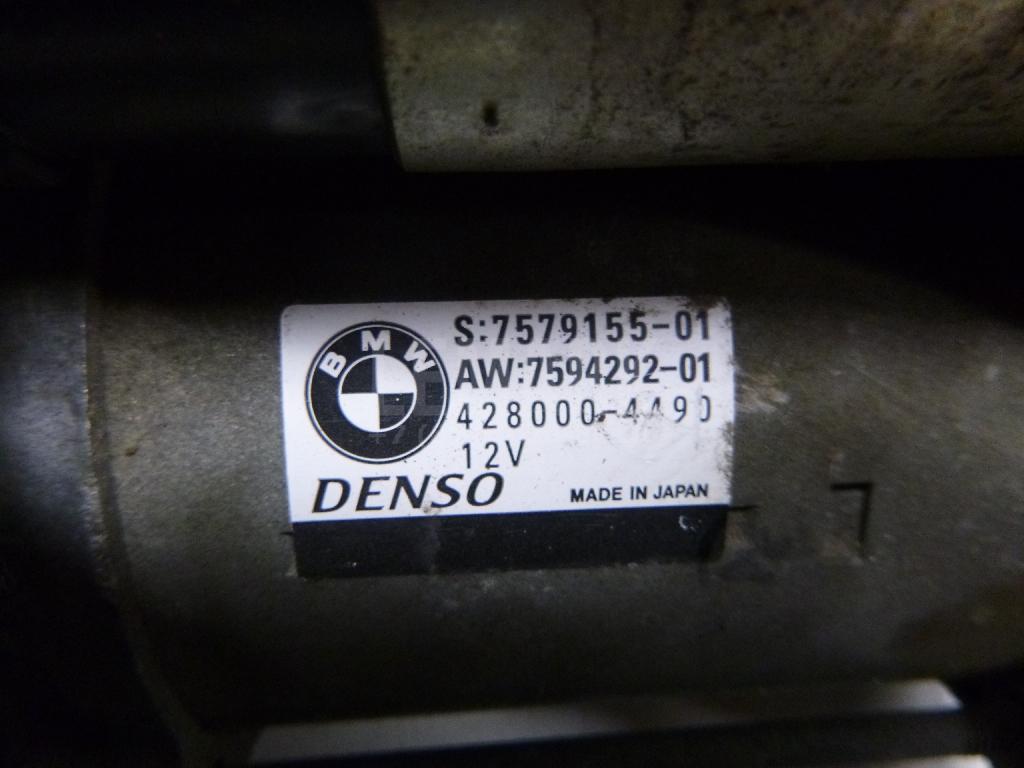 BMW
S:7579155-01
AW:7594292-01
428000-4490
12V
DENSO
MADE IN JAPAN